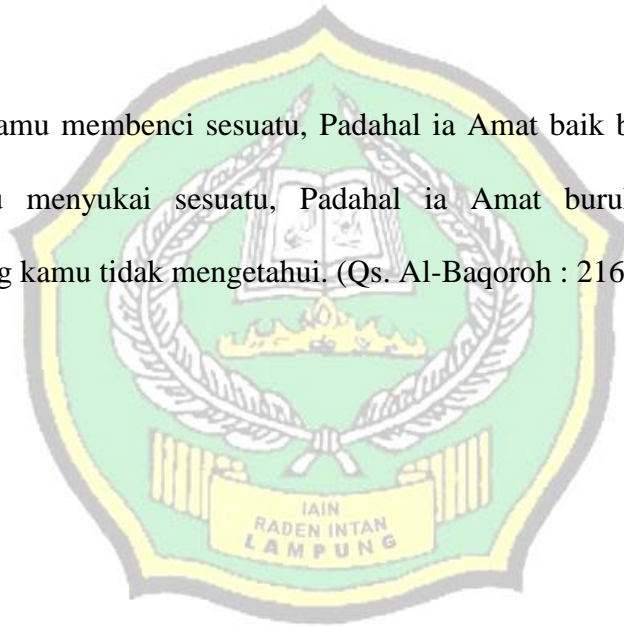 amu membenci sesuatu, Padahal ia Amat baik b
menyukai sesuatu, Padahal ia Amat buru
g kamu tidak mengetahui. (Qs. Al-Baqoroh : 216
IAIN
RADEN INTAN
LAMPUNG